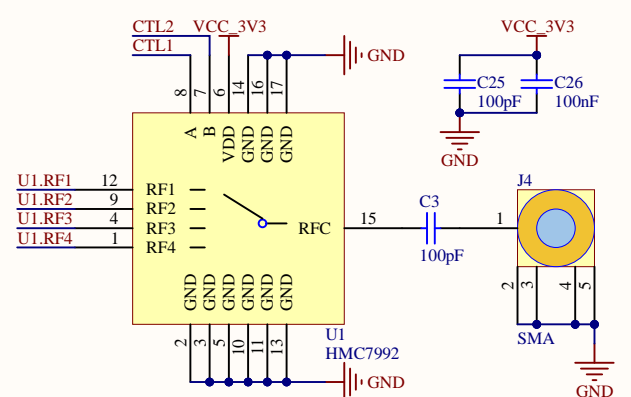 CTL2
VCC_3V3
CTL1
GND
8
7
6
14
16
17
A
B
VDD
GND
GND
GND
VCC_3V3
C25
100pF
C26
100nF
GND
U1.RF1
12
RF1
U1.RF2
9
RF2
U1.RF3
4
RF3
U1.RF4
1
RF4
RFC
15
C3
100pF
J4
1
2
3
4
5
SMA
GND
GND
GND
GND
GND
GND
GND
2
3
5
10
11
13
U1
HMC7992
GND